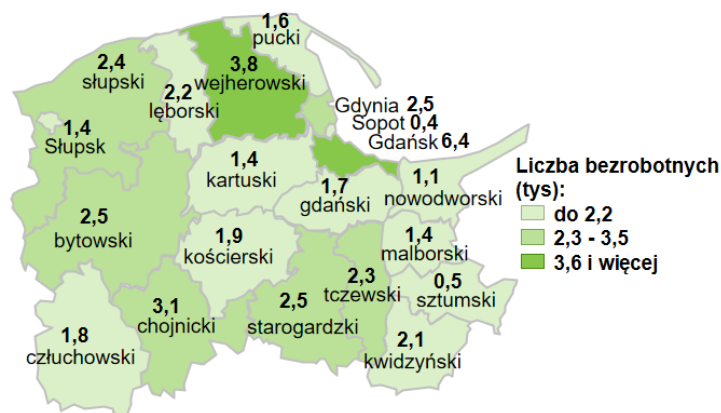 1,6
pucki
2,4
słupski
3,8
wejherowski
2,2
lęborski
Gdynia 2,5
Sopot 0,4
Gdańsk 6,4
1,4
Słupsk
1,4
kartuski
1,7
gdański
1,1
nowodworski
Liczba bezrobotnych
(tys):
do 2,2
2,3 - 3,5
3,6 i więcej
2,5
bytowski
1,9
kościerski
1,4
malborski
2,3
tczewski
0,5
sztumski
3,1
chojnicki
2,5
starogardzki
1,8
człuchowski
2,1
kwidzyński